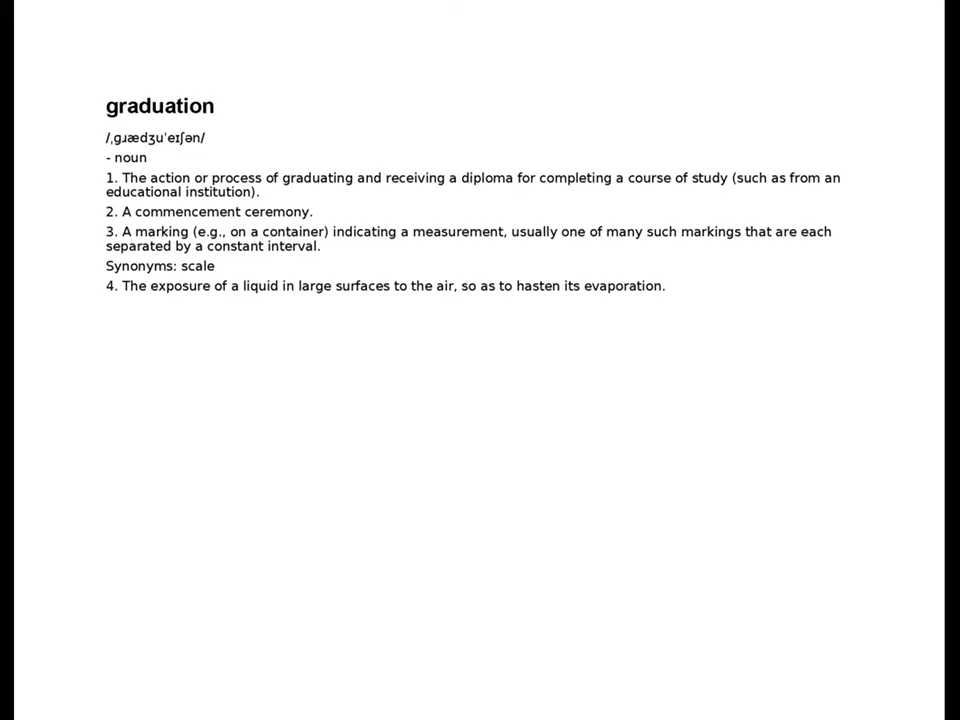 graduation
/ˌɡɹædʒuˈeɪʃən/
- noun
1. The action or process of graduating and receiving a diploma for completing a course of study (such as from an
educational institution).
2. A commencement ceremony.
3. A marking (e.g., on a container) indicating a measurement, usually one of many such markings that are each
separated by a constant interval.
Synonyms: scale
4. The exposure of a liquid in large surfaces to the air, so as to hasten its evaporation.